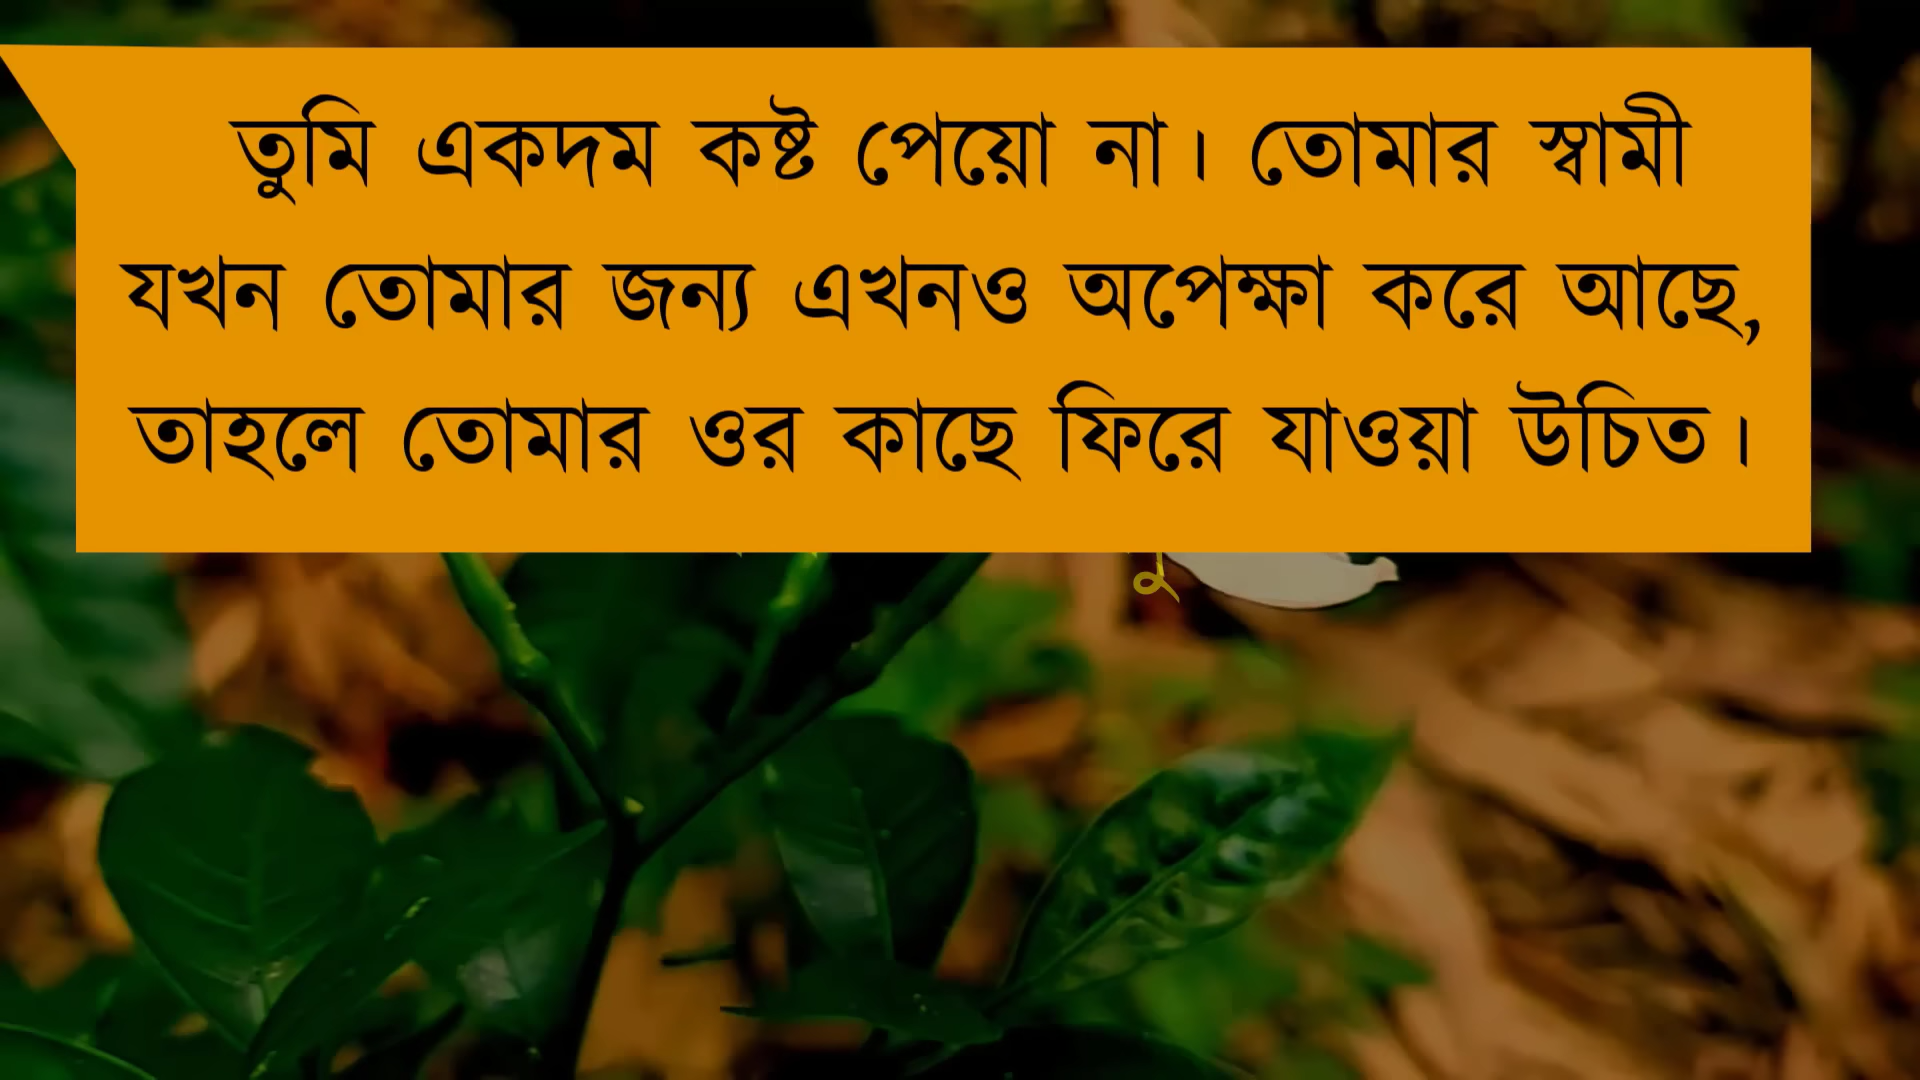 তুমি একদম কষ্ট পেয়ো না। তোমার স্বামী
যখন তোমার জন্য এখনও অপেক্ষা করে আছে,
তাহলে তোমার ওর কাছে ফিরে যাওয়া উচিত।